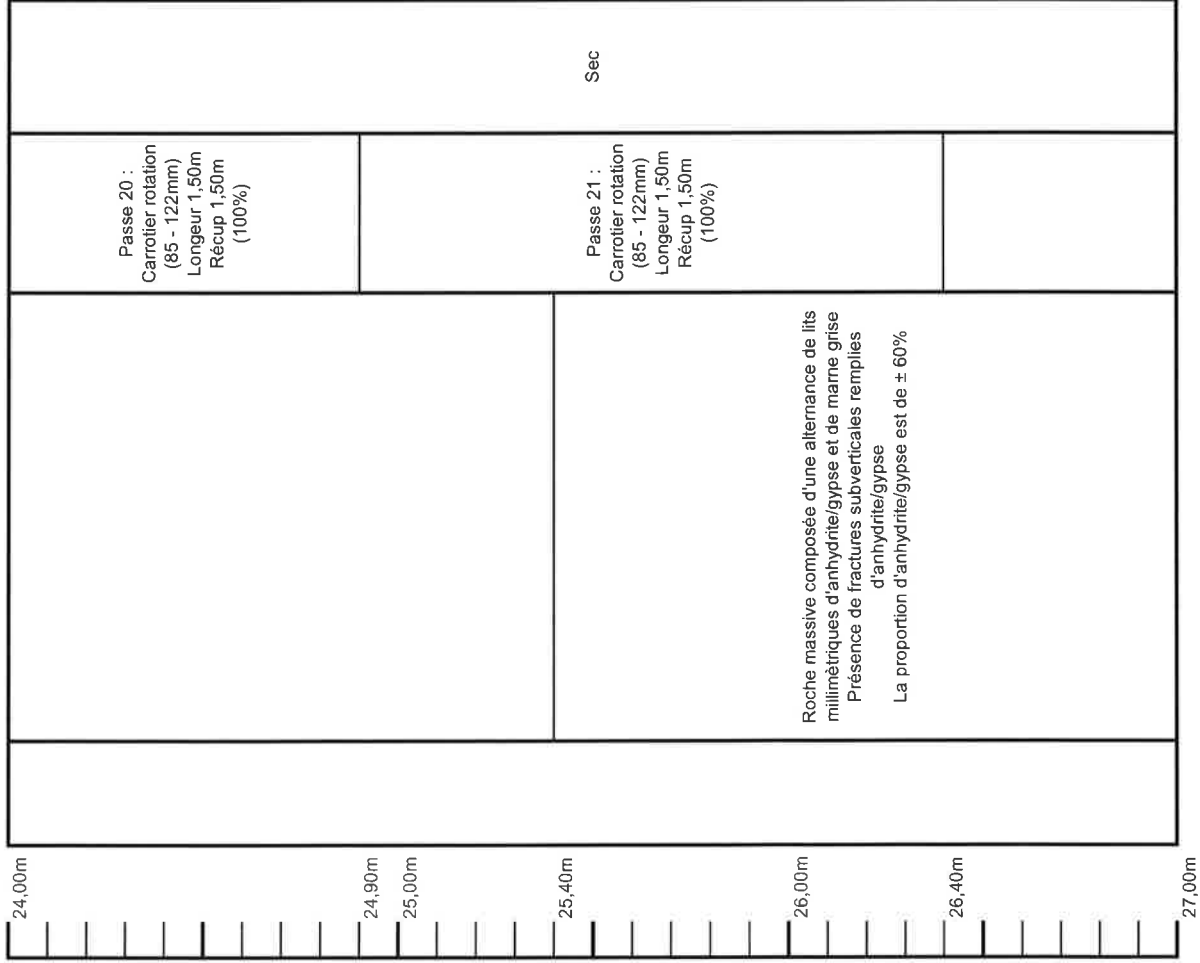 24,00m
24,90m
25,00m
25,40m
26,00m
26,40m
27,00m
Roche massive composée d'une alternance de lits
millimètriques d'anhydrite/gypse et de marne grise
Présence de fractures subverticales remplies
d'anhydrite/gypse
La proportion d'anhydrite/gypse est de ± 60%
Passe 20 :
Carrotier rotation
(85 - 122mm)
Longeur 1,50m
Récup 1,50m
(100%)
Passe 21 :
Carrotier rotation
(85 - 122mm)
Longeur 1,50m
Récup 1,50m
(100%)
Sec